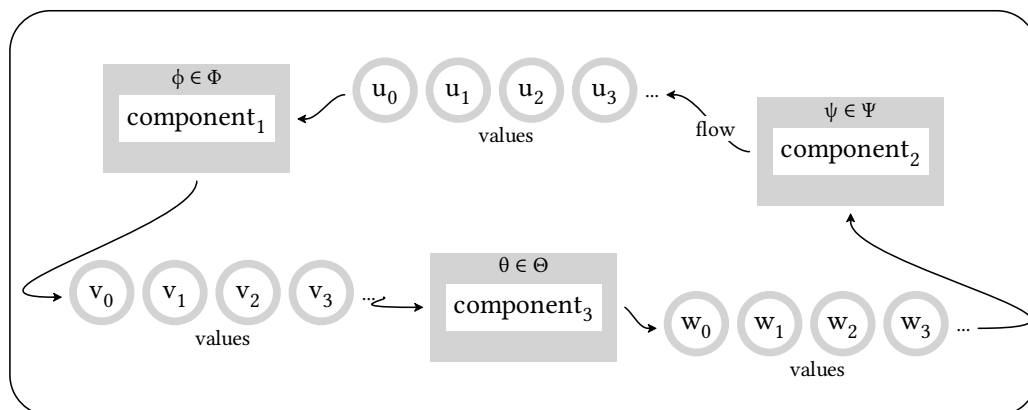 ϕ ∈ Φ
component₁
u₀ u₁ u₂ u₃ ...
values
flow
ψ ∈ Ψ
component₂
v₀ v₁ v₂ v₃ ...
values
θ ∈ Θ
component₃
w₀ w₁ w₂ w₃ ...
values